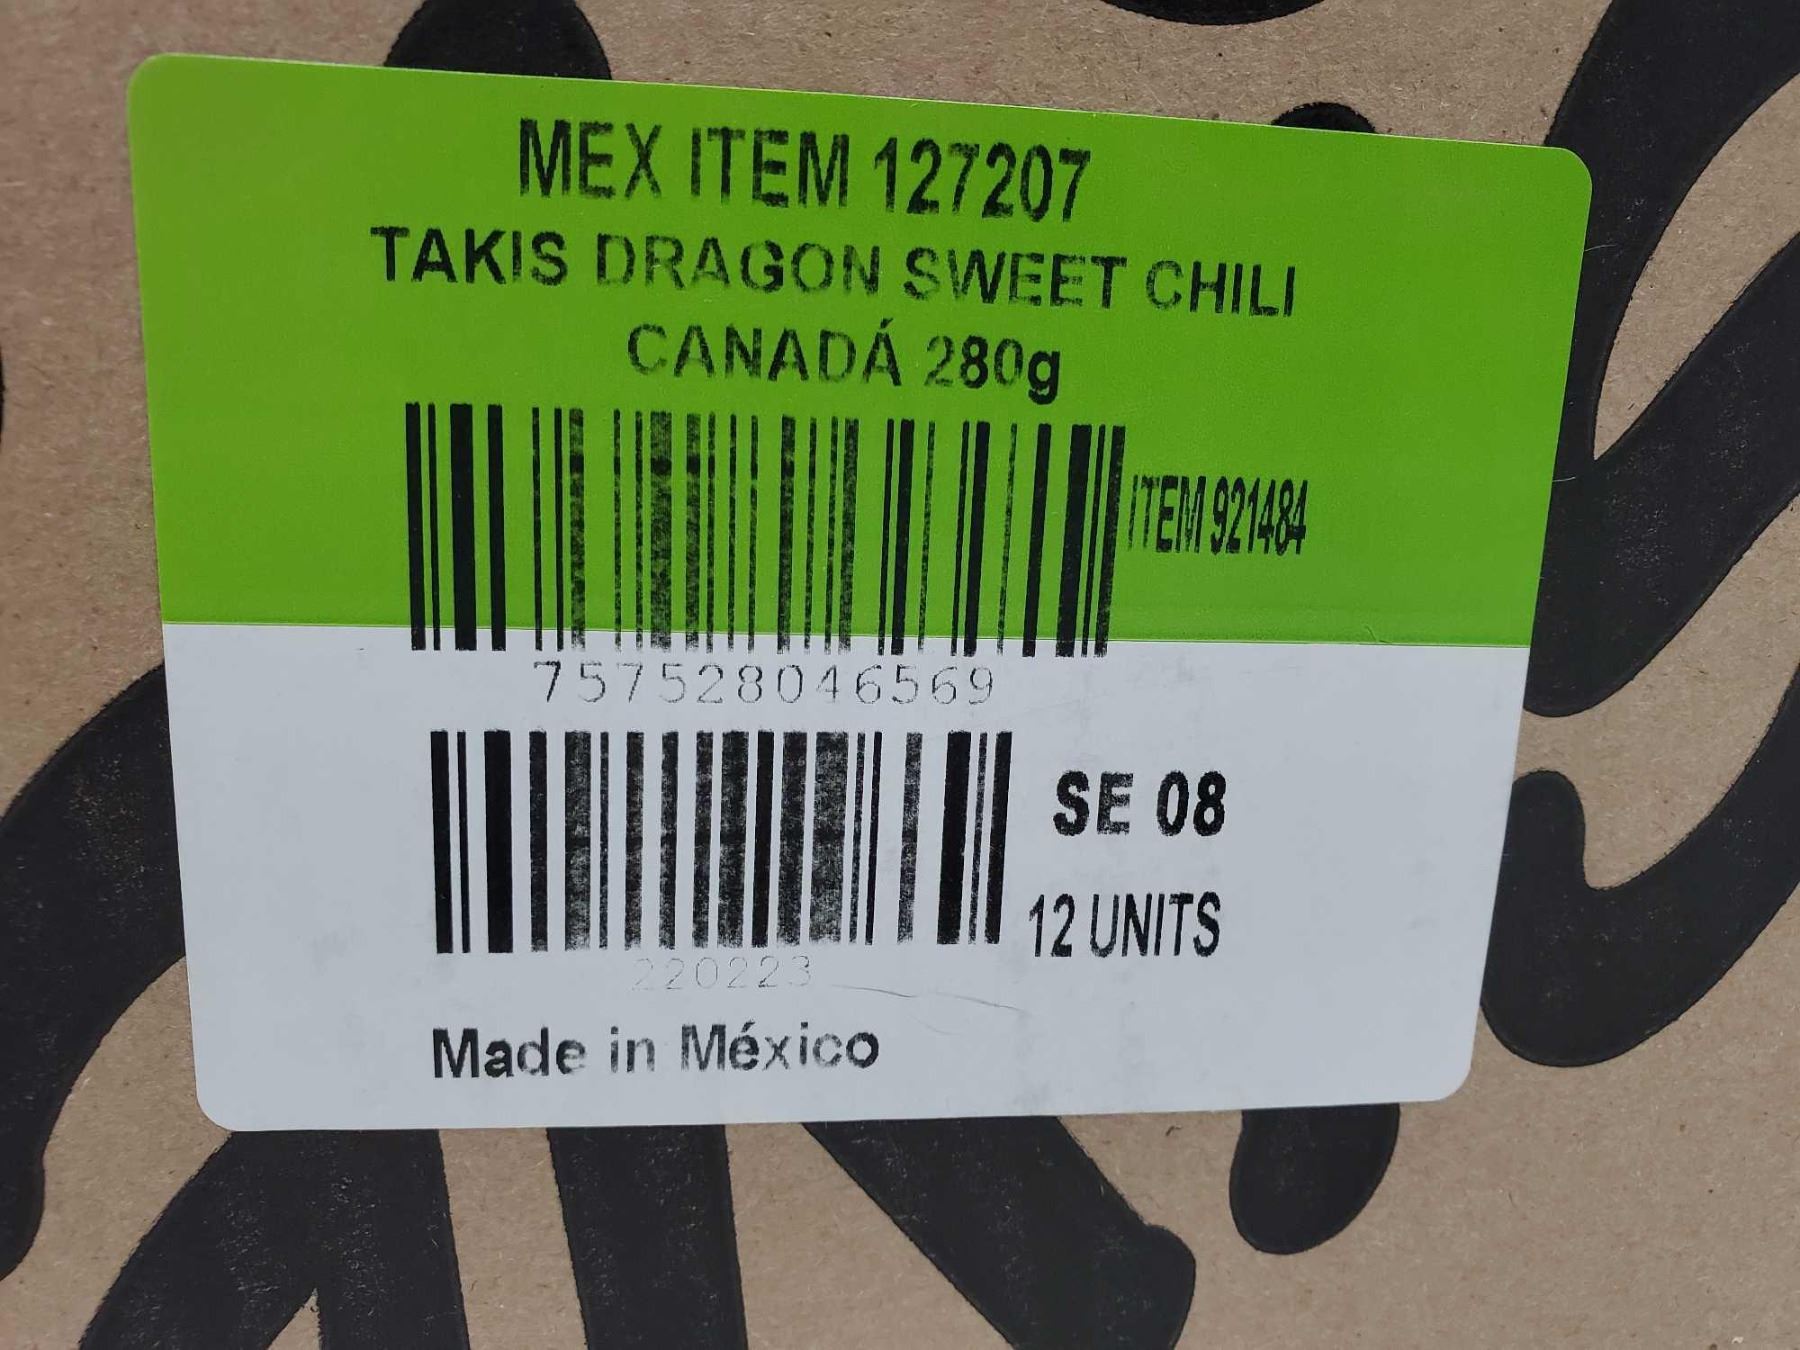 MEX ITEM 127207
TAKIS DRAGON SWEET CHILI
CANADÁ 280g
ITEM 921484
757528046569
SE 08
12 UNITS
220223
Made in México